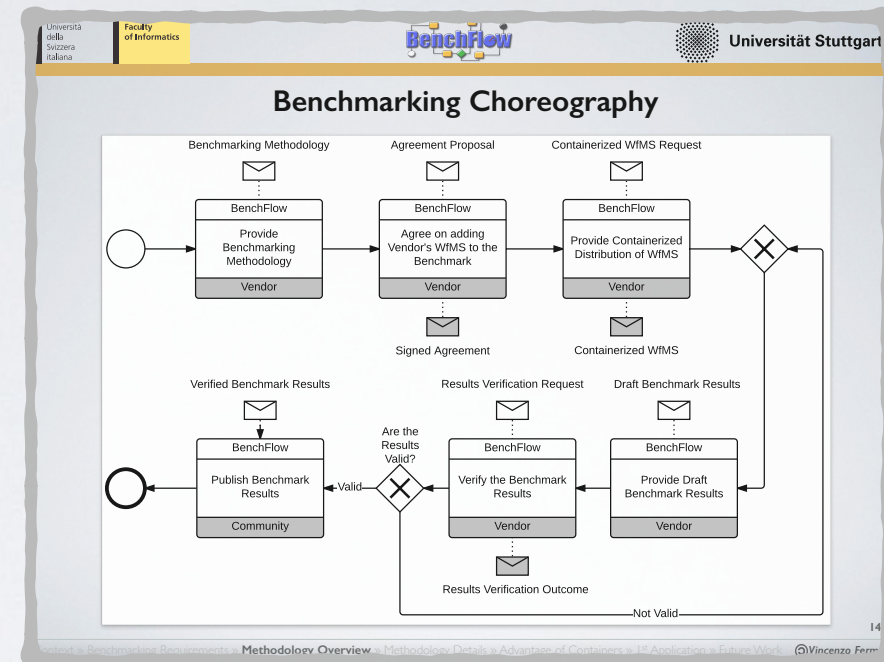 Università
della
Svizzera
italiana
Faculty
of Informatics
BenchFlow
Universität Stuttgart
Benchmarking Choreography
Benchmarking Methodology
Agreement Proposal
Containerized WfMS Request
BenchFlow
BenchFlow
BenchFlow
Provide
Benchmarking
Methodology
Agree on adding
Vendor's WfMS to the
Benchmark
Provide Containerized
Distribution of WfMS
Vendor
Vendor
Vendor
Signed Agreement
Containerized WfMS
Verified Benchmark Results
Results Verification Request
Draft Benchmark Results
Are the
Results
Valid?
BenchFlow
BenchFlow
BenchFlow
Publish Benchmark
Results
Valid
Verify the Benchmark
Results
Provide Draft
Benchmark Results
Community
Vendor
Vendor
Results Verification Outcome
Not Valid
14
ontext » Benchmarking Requirements » Methodology Overview » Methodology Details » Advantage of Containers » 1st Application » Future Work @Vincenzo Ferm